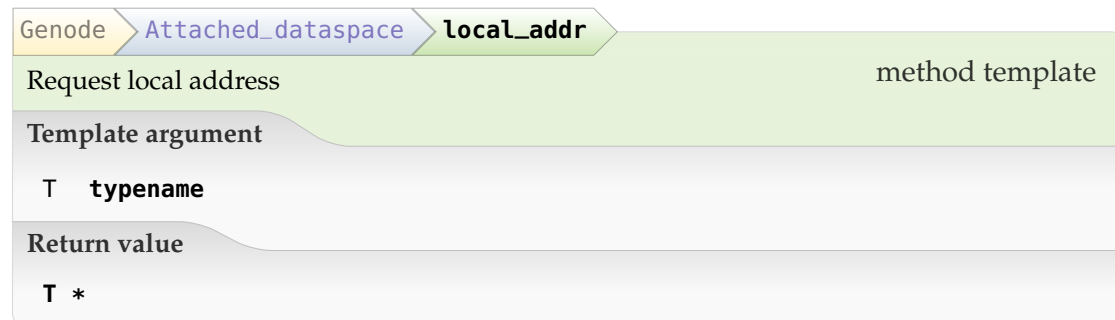 Genode Attached_dataspace local_addr
Request local address
method template
Template argument
T typename
Return value
T *